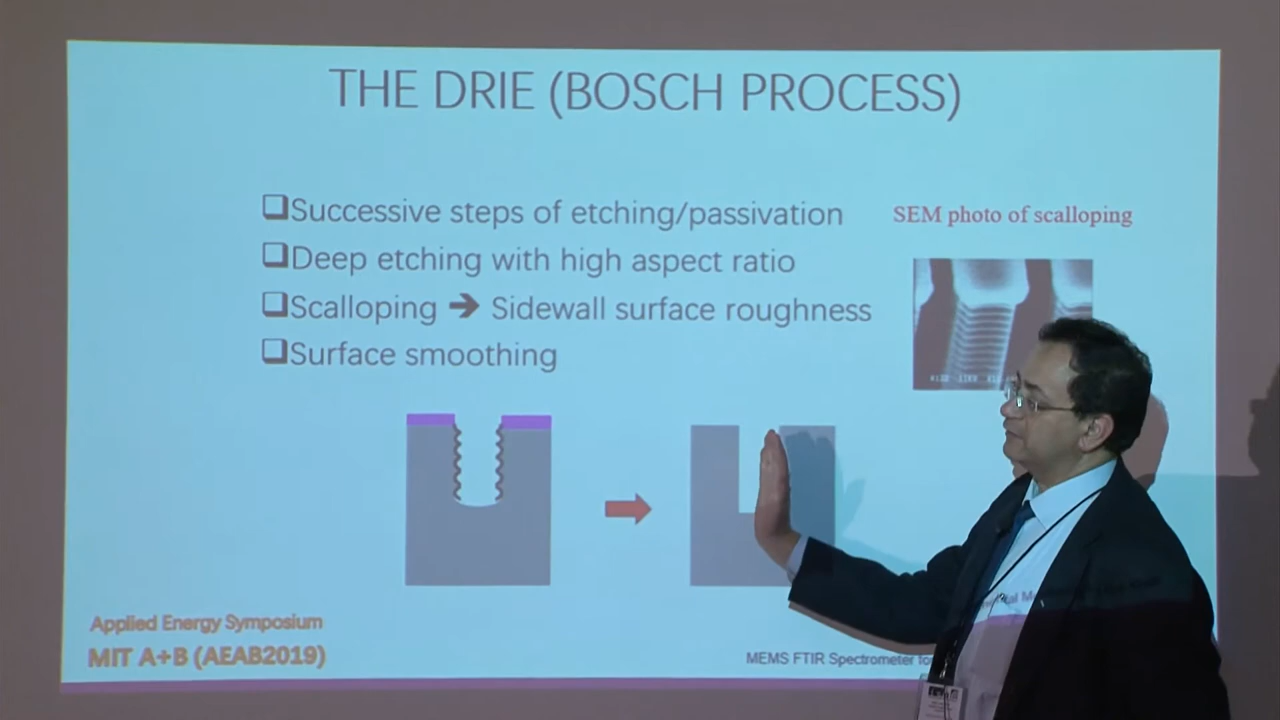 THE DRIE (BOSCH PROCESS)
❑Successive steps of etching/passivation
❑Deep etching with high aspect ratio
❑Scalloping ➔ Sidewall surface roughness
❑Surface smoothing
SEM photo of scalloping
Applied Energy Symposium
MIT A+B (AEAB2019)
MEMS FTIR Spectrometer